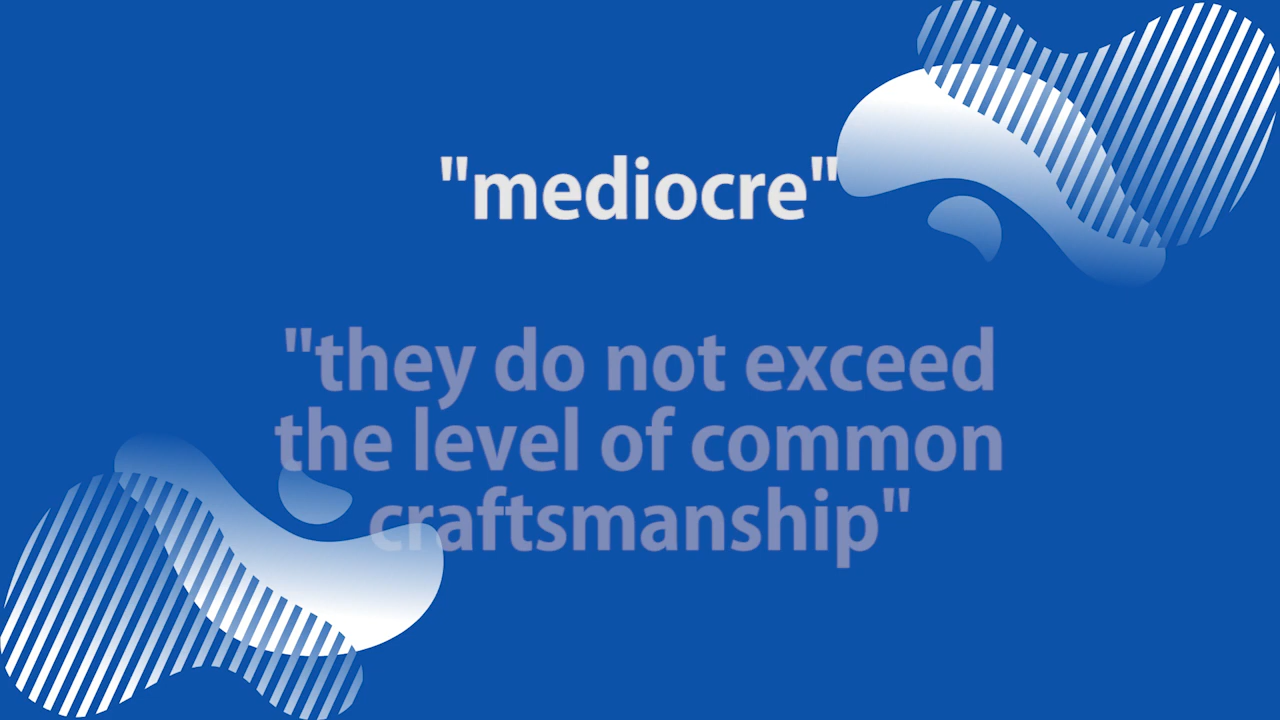 "mediocre"
"they do not exceed
the level of common
craftsmanship"